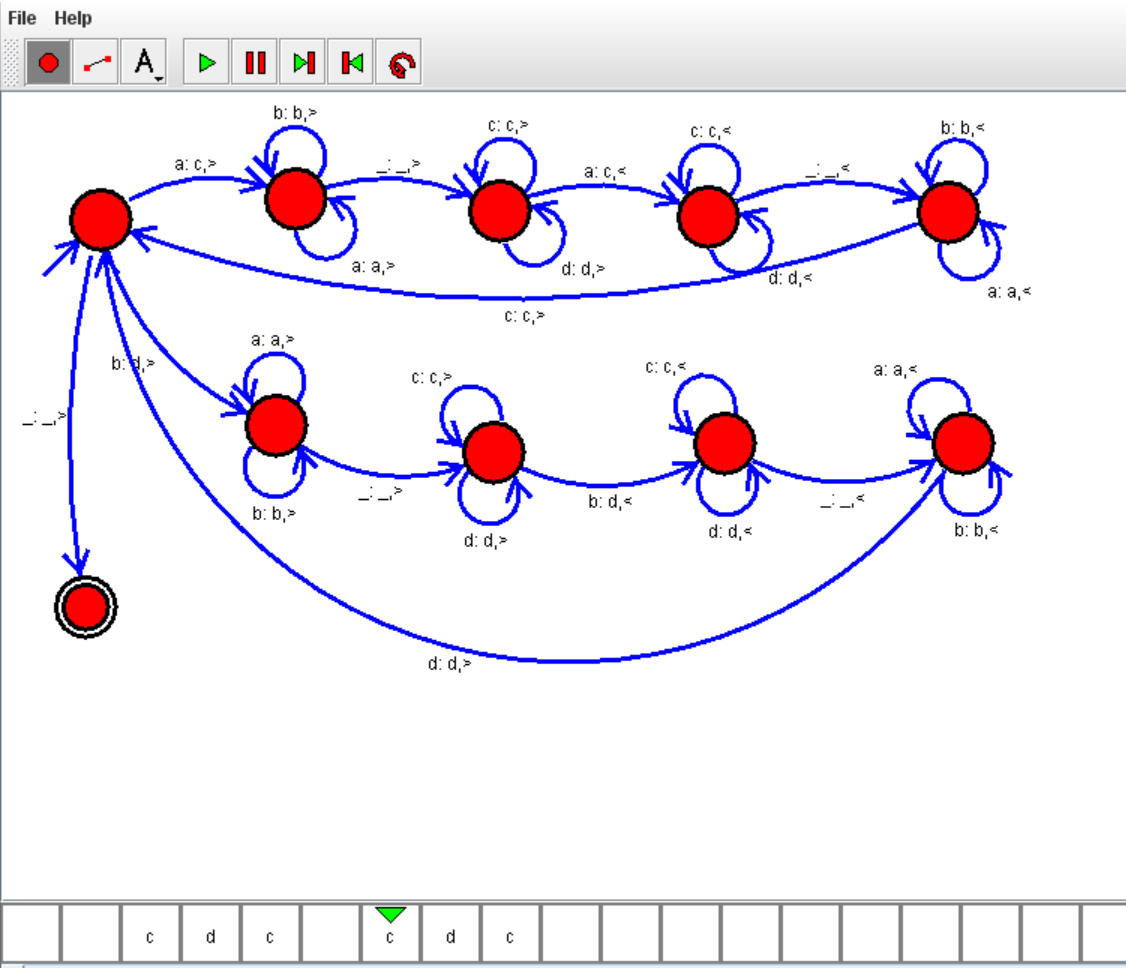 File Help
A
b: b,>
c: c,>
c: c,<
b: b,<
a: c,>
_: _,>
a: c,<
_: _,<
a: a,>
d: d,>
d: d,<
a: a,<
c: c,>
a: a,>
b: d,>
c: c,>
c: c,<
a: a,<
_: _,>
_: _,>
b: d,<
_: _,<
b: b,>
d: d,>
d: d,<
b: b,<
d: d,>
c d c c d c